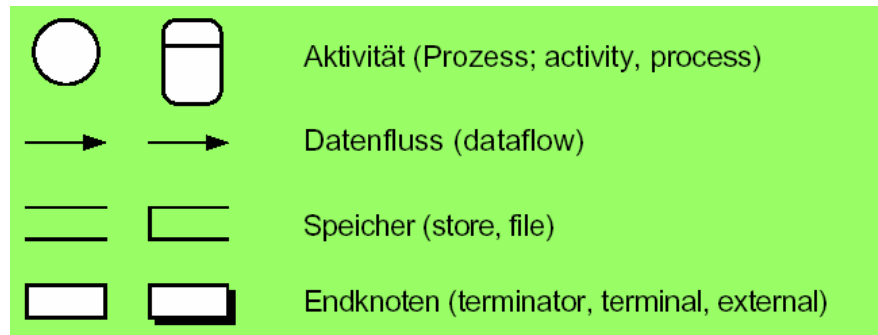 Aktivität (Prozess; activity, process)
Datenfluss (dataflow)
Speicher (store, file)
Endknoten (terminator, terminal, external)